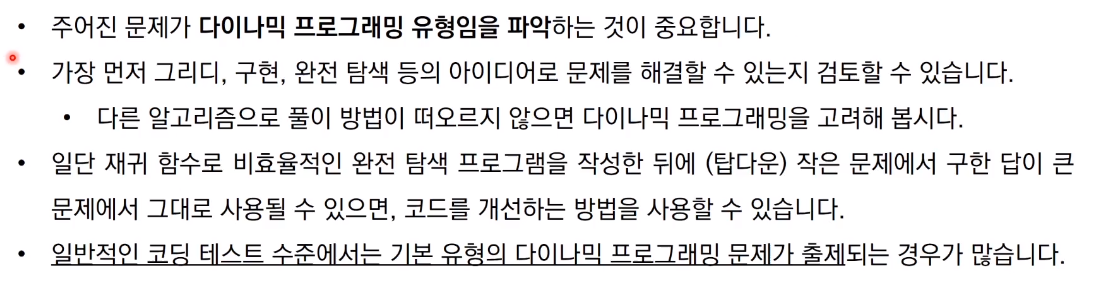 • 주어진 문제가 다이나믹 프로그래밍 유형임을 파악하는 것이 중요합니다.
• 가장 먼저 그리디, 구현, 완전 탐색 등의 아이디어로 문제를 해결할 수 있는지 검토할 수 있습니다.
• 다른 알고리즘으로 풀이 방법이 떠오르지 않으면 다이나믹 프로그래밍을 고려해 봅시다.
• 일단 재귀 함수로 비효율적인 완전 탐색 프로그램을 작성한 뒤에 (탑다운) 작은 문제에서 구한 답이 큰
문제에서 그대로 사용될 수 있으면, 코드를 개선하는 방법을 사용할 수 있습니다.
• 일반적인 코딩 테스트 수준에서는 기본 유형의 다이나믹 프로그래밍 문제가 출제되는 경우가 많습니다.